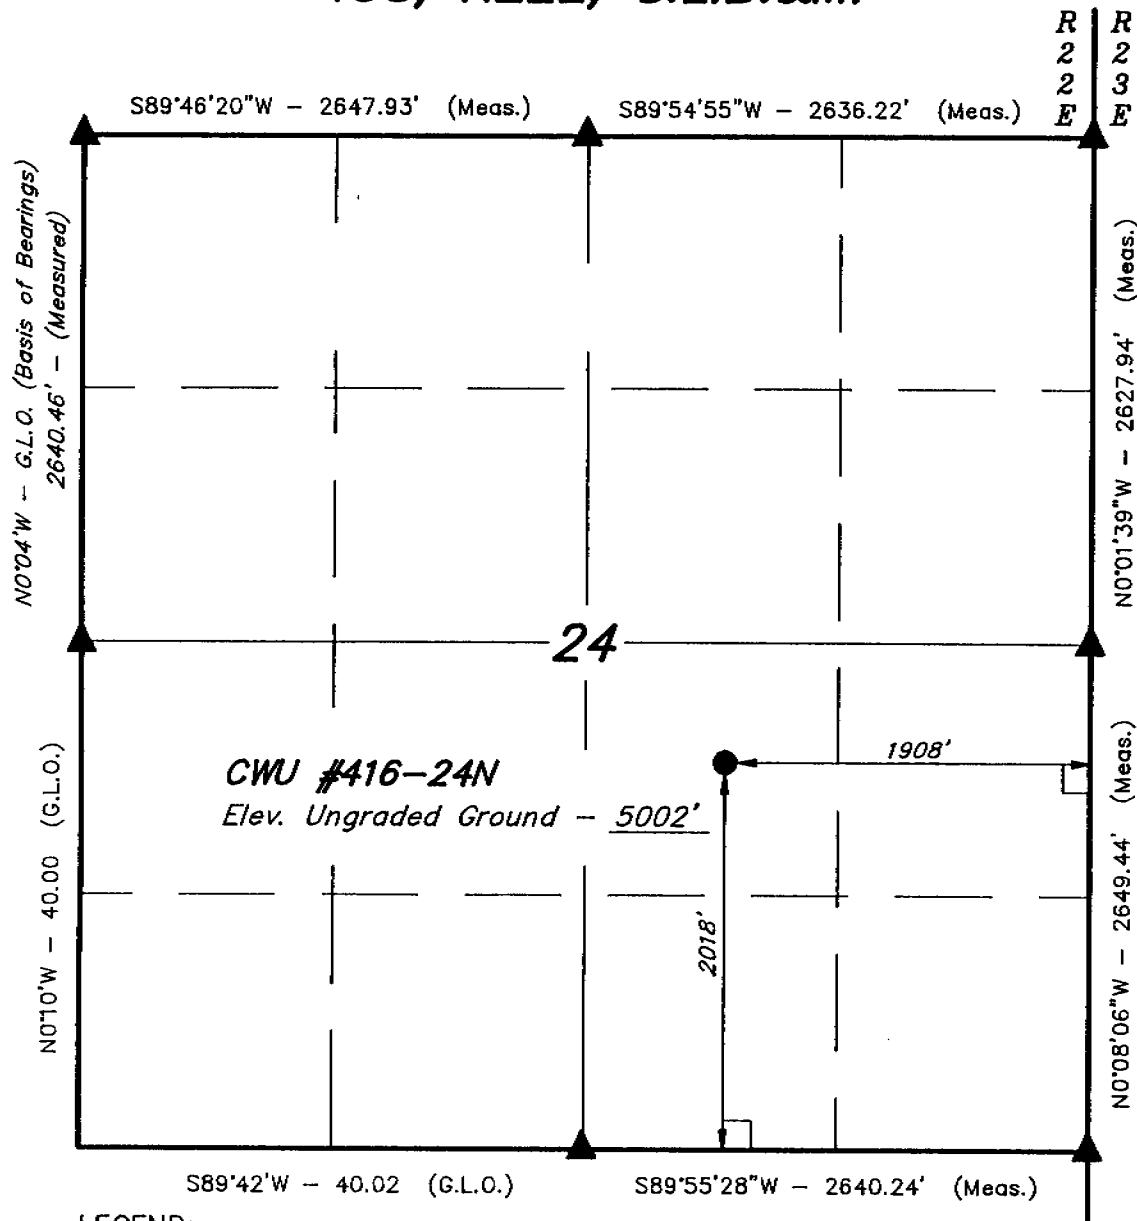 R R
2 2
2 3
E E
S89°46'20"W – 2647.93' (Meas.)
S89°54'55"W – 2636.22' (Meas.)
N0°04'W – G.L.O. (Basis of Bearings)
2640.46' – (Measured)
N0°01'39"W – 2627.94' (Meas.)
24
1908'
CWU #416-24N
Elev. Ungraded Ground – 5002'
2018'
N0°10'W – 40.00 (G.L.O.)
N0°08'06"W – 2649.44' (Meas.)
S89°42'W – 40.02 (G.L.O.)
S89°55'28"W – 2640.24' (Meas.)